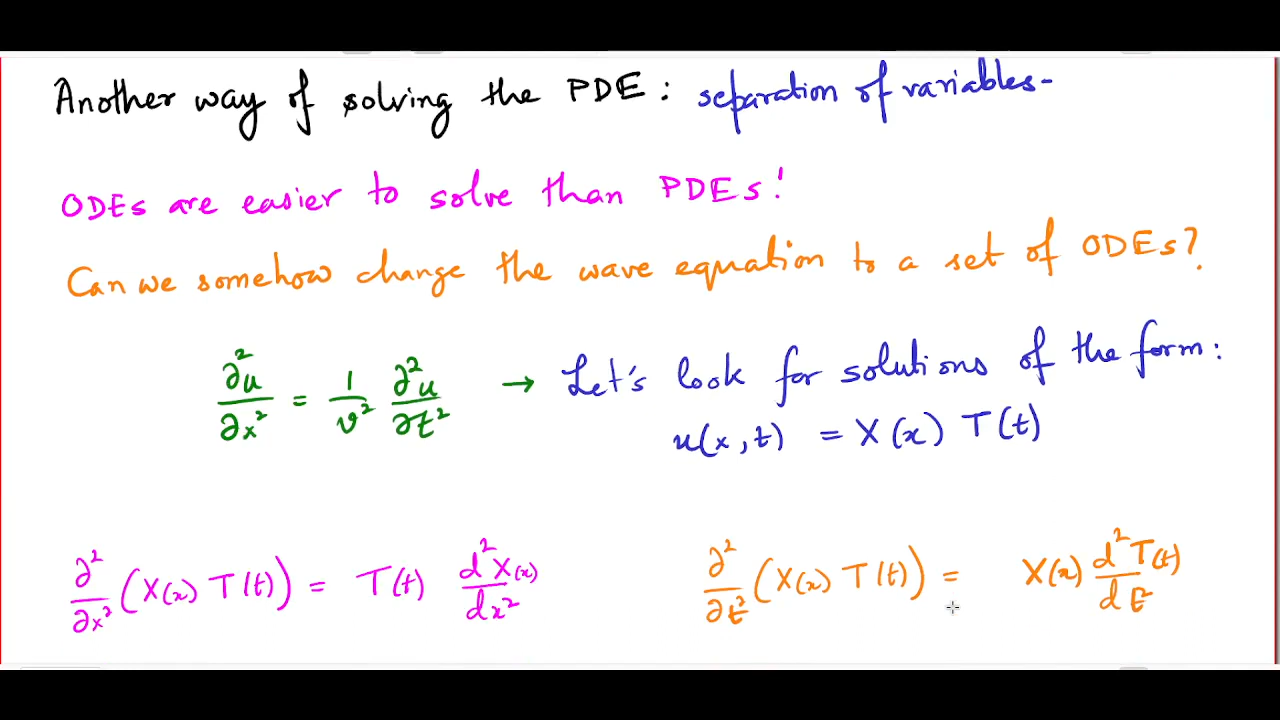 Another way of solving the PDE : separation of variables-
ODEs are easier to solve than PDEs!
Can we somehow change the wave equation to a set of ODEs?
∂²u/∂x² = 1/v² ∂²u/∂t² → Let's look for solutions of the form:
u(x,t) = X(x) T(t)
∂²/∂x² (X(x) T(t)) = T(t) d²X(x)/dx²
∂²/∂t² (X(x) T(t)) = X(x) d²T(t)/dt²